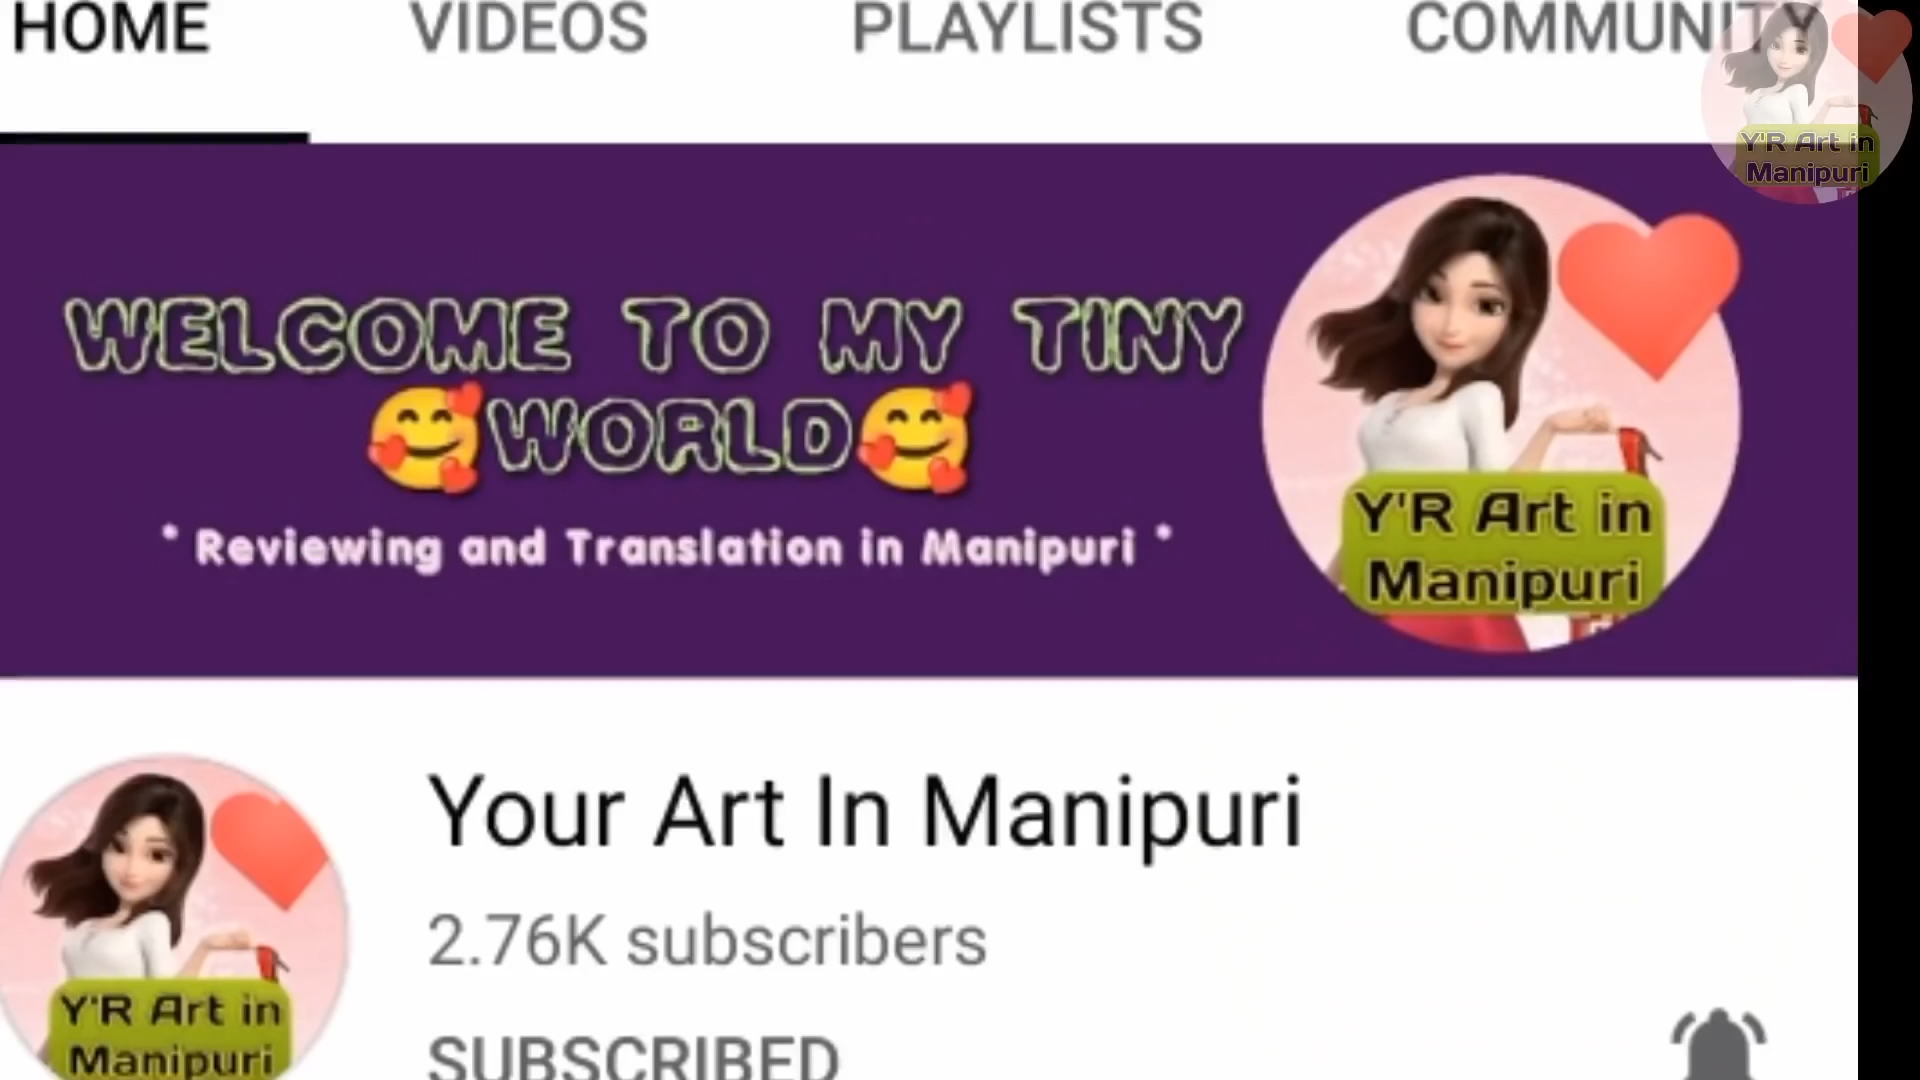 HOME VIDEOS PLAYLISTS COMMUNITY
Y'R Art in
Manipuri
WELCOME TO MY TINY
🥰WORLD🥰
* Reviewing and Translation in Manipuri *
Y'R Art in
Manipuri
Your Art In Manipuri
2.76K subscribers
SUBSCRIBED
Y'R Art in
Manipuri